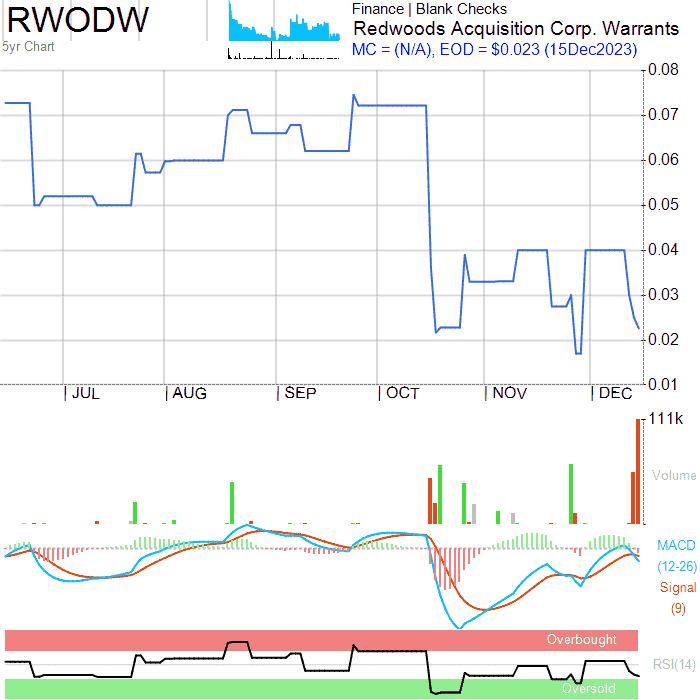 RWODW
5yr Chart
Finance | Blank Checks
Redwoods Acquisition Corp. Warrants
MC = (N/A), EOD = $0.023 (15Dec2023)
0.08
0.07
0.06
0.05
0.04
0.03
0.02
0.01
JUL AUG SEP OCT NOV DEC
111k
Volume
MACD
(12-26)
Signal
(9)
Overbought
RSI(14)
Oversold